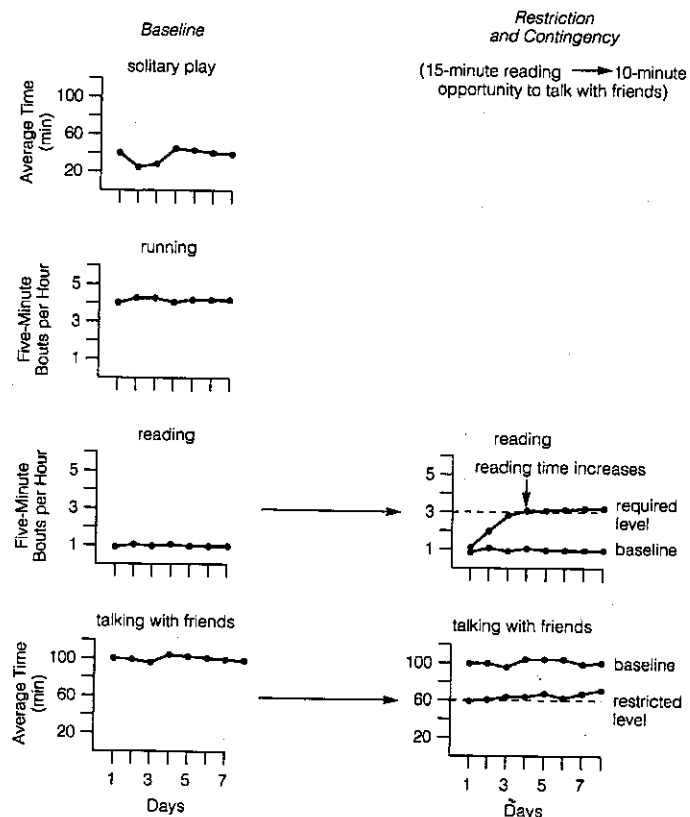 Baseline
Restriction
and Contingency
(15-minute reading → 10-minute
opportunity to talk with friends)
solitary play
Average Time
(min)
100
60
20
running
Five-Minute
Bouts per Hour
5
3
1
reading
Five-Minute
Bouts per Hour
5
3
1
reading
reading time increases
5
3
1
required
level
baseline
talking with friends
Average Time
(min)
100
60
20
1 3 5 7
Days
talking with friends
100
60
20
baseline
restricted
level
1 3 5 7
Days